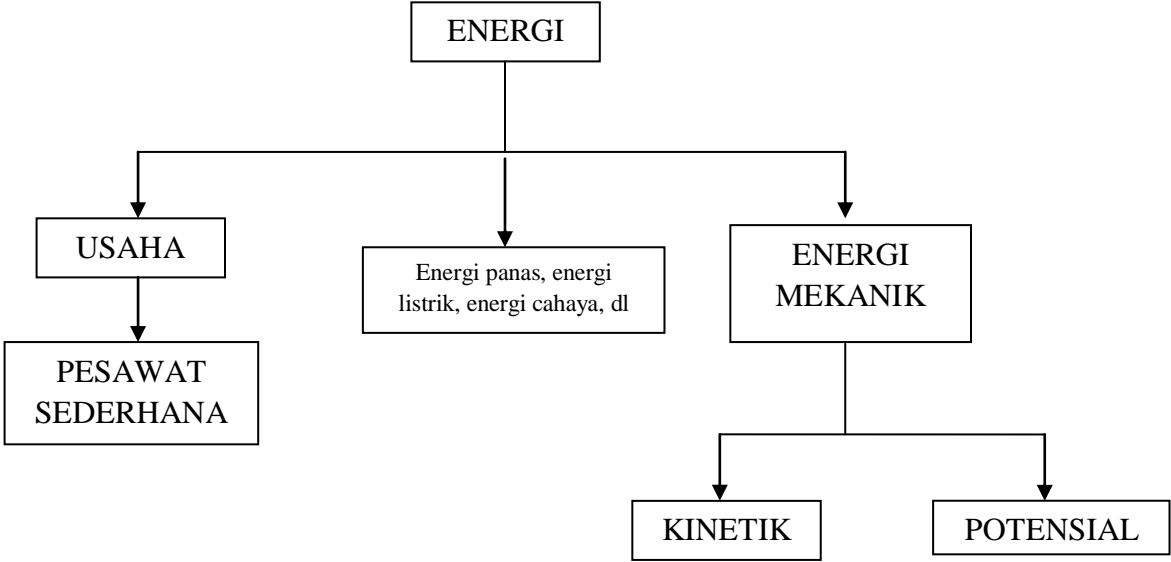 ENERGI
USAHA
Energi panas, energi
listrik, energi cahaya, dl
ENERGI
MEKANIK
PESAWAT
SEDERHANA
KINETIK
POTENSIAL